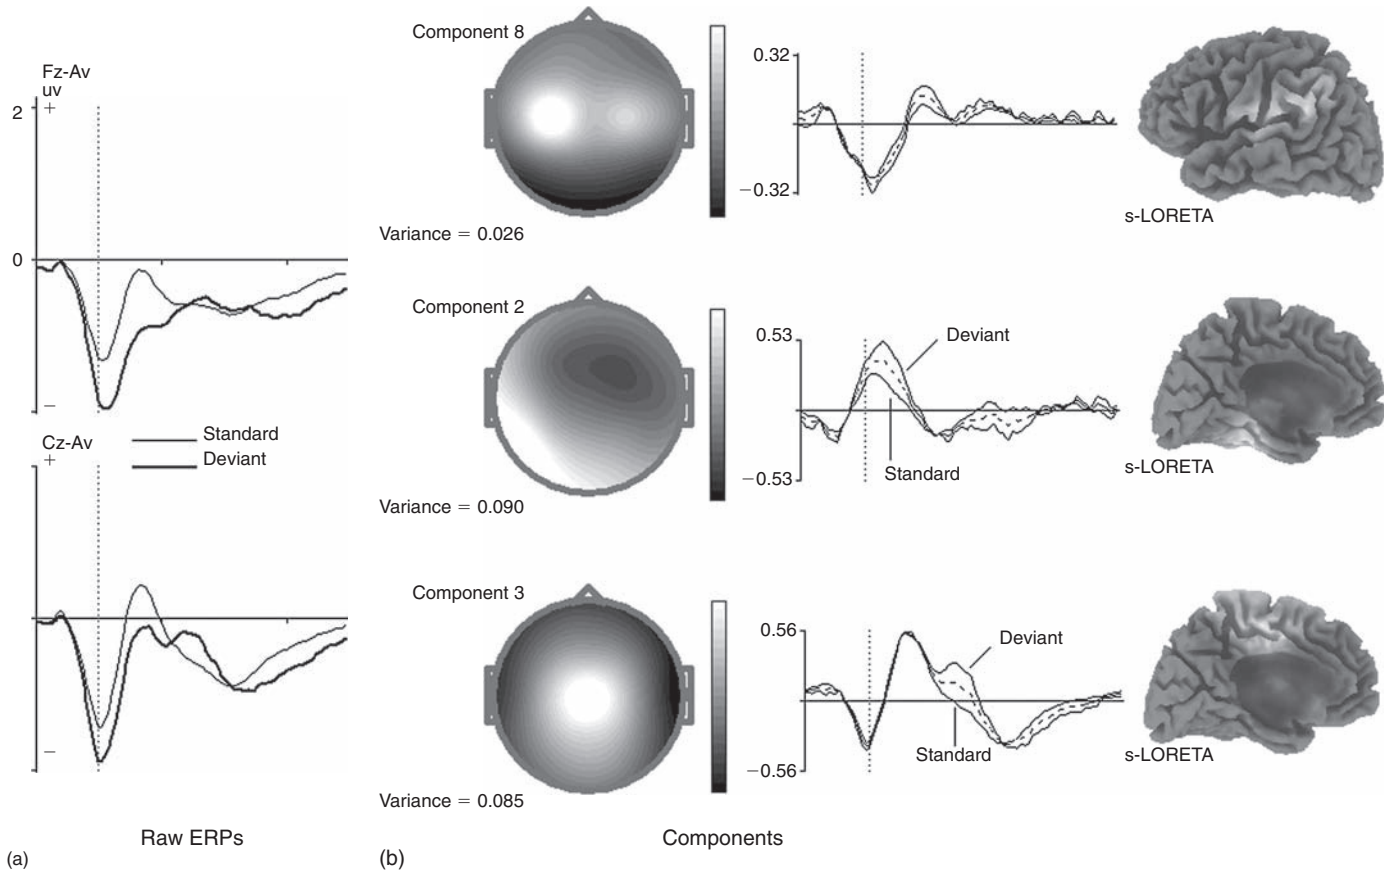 Fz-Av
uv
+
2
0
−
Cz-Av
+
Standard
Deviant
−
Raw ERPs
(a)
Component 8
Variance = 0.026
0.32
−0.32
s-LORETA
Component 2
Variance = 0.090
0.53
−0.53
Deviant
Standard
s-LORETA
Component 3
Variance = 0.085
0.56
−0.56
Deviant
Standard
s-LORETA
Components
(b)